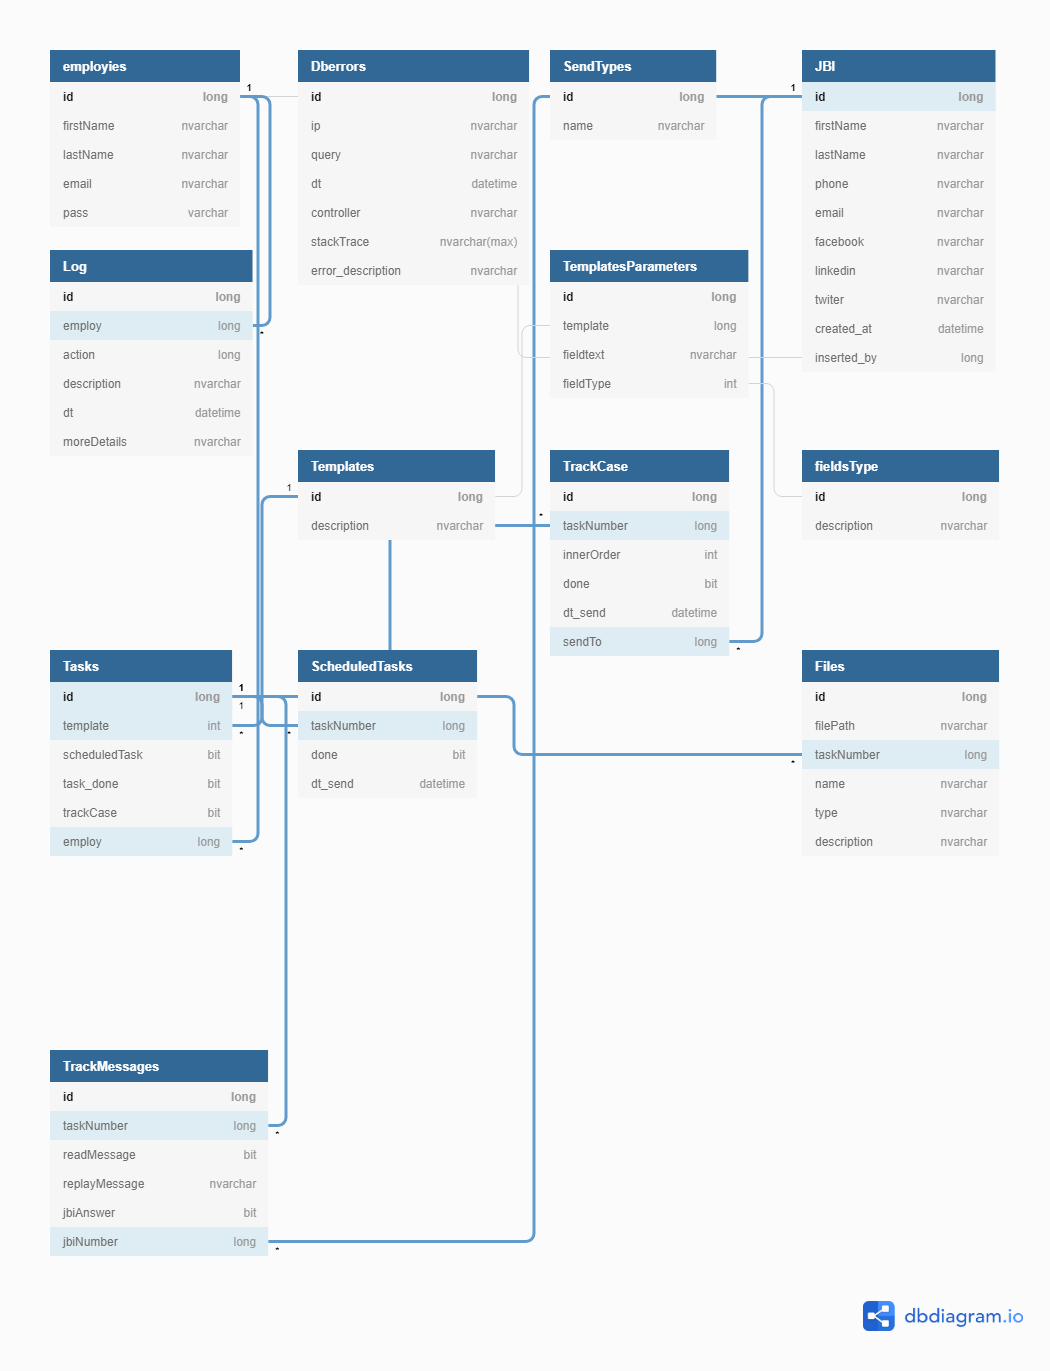 employies
id long
firstName nvarchar
lastName nvarchar
email nvarchar
pass varchar
1
Dberrors
id long
ip nvarchar
query nvarchar
dt datetime
controller nvarchar
stackTrace nvarchar(max)
error_description nvarchar
SendTypes
id long
name nvarchar
1
JBI
id long
firstName nvarchar
lastName nvarchar
phone nvarchar
email nvarchar
facebook nvarchar
linkedin nvarchar
twiter nvarchar
created_at datetime
inserted_by long
Log
id long
employ long
*
action long
description nvarchar
dt datetime
moreDetails nvarchar
TemplatesParameters
id long
template long
fieldtext nvarchar
fieldType int
Templates
1
id long
description nvarchar
TrackCase
id long
*
taskNumber long
innerOrder int
done bit
dt_send datetime
sendTo long
*
fieldsType
id long
description nvarchar
Tasks
id long
1
1
template int
*
scheduledTask bit
task_done bit
trackCase bit
employ long
*
ScheduledTasks
id long
taskNumber long
*
done bit
dt_send datetime
Files
id long
filePath nvarchar
taskNumber long
*
name nvarchar
type nvarchar
description nvarchar
TrackMessages
id long
taskNumber long
*
readMessage bit
replayMessage nvarchar
jbiAnswer bit
jbiNumber long
*
dbdiagram.io